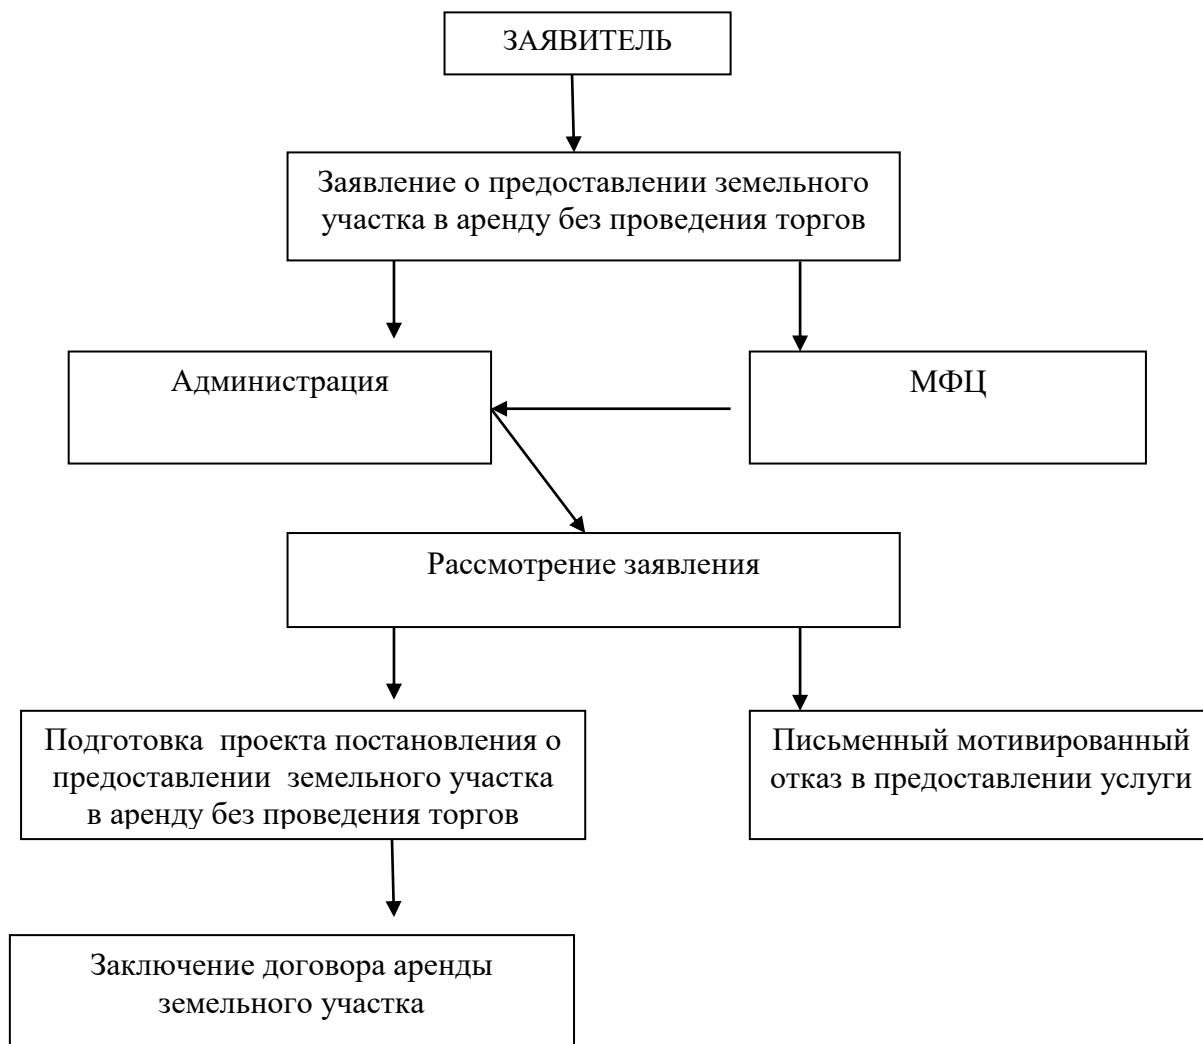 ЗАЯВИТЕЛЬ
Заявление о предоставлении земельного
участка в аренду без проведения торгов
Администрация
МФЦ
Рассмотрение заявления
Подготовка проекта постановления о
предоставлении земельного участка
в аренду без проведения торгов
Письменный мотивированный
отказ в предоставлении услуги
Заключение договора аренды
земельного участка